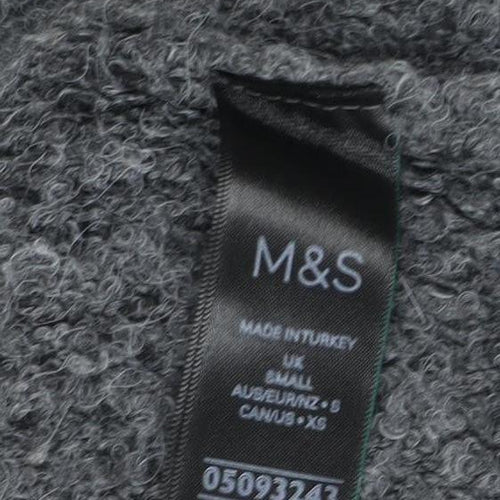 M&S
MADE IN TURKEY
UK
SMALL
AUS/EUR/NZ • S
CAN/US • XS
05093243